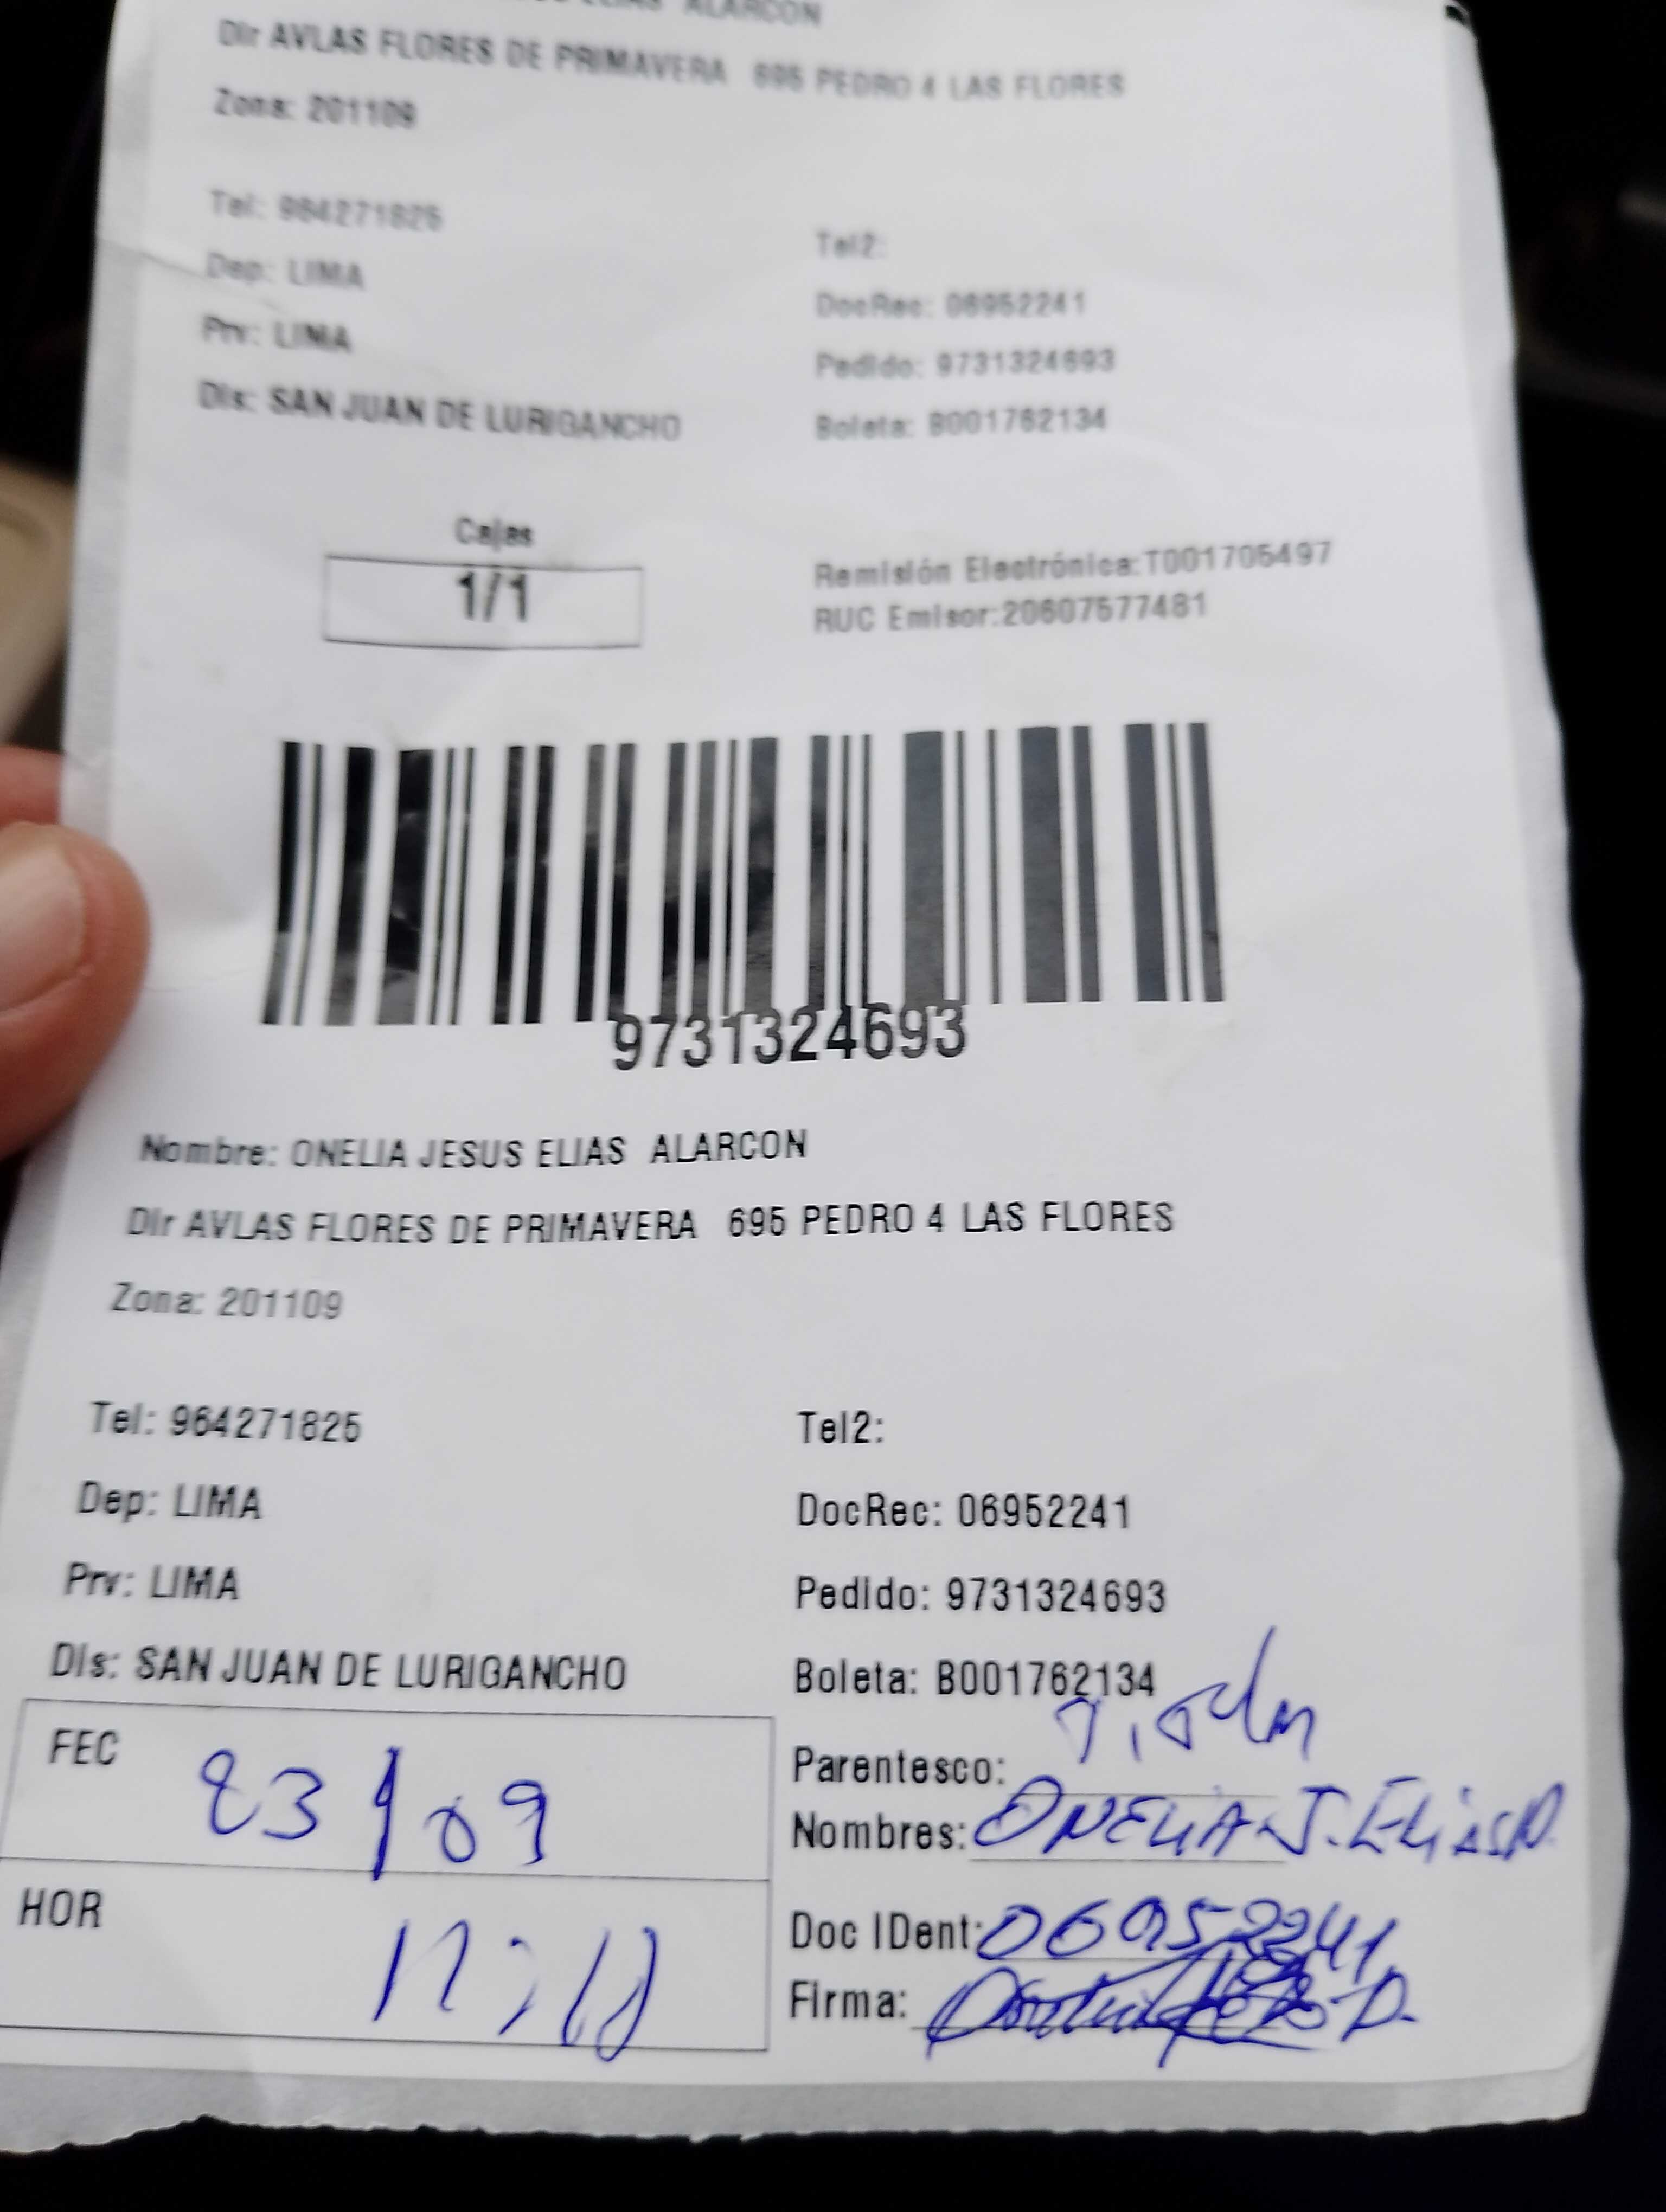 ELIAS ALARCON
Dir AVLAS FLORES DE PRIMAVERA 695 PEDRO 4 LAS FLORES
Zona: 201109
Tel: 964271825
Tel2:
Dep: LIMA
DocRec: 06952241
Prv: LIMA
Pedido: 9731324693
Dis: SAN JUAN DE LURIGANCHO
Boleta: B001762134
Cajas
1/1
Remisión Electrónica:T001705497
RUC Emisor:20607577481
9731324693
Nombre: ONELIA JESUS ELIAS ALARCON
Dir AVLAS FLORES DE PRIMAVERA 695 PEDRO 4 LAS FLORES
Zona: 201109
Tel: 964271825
Tel2:
Dep: LIMA
DocRec: 06952241
Prv: LIMA
Pedido: 9731324693
Dis: SAN JUAN DE LURIGANCHO
Boleta: B001762134
FEC 23/09
Parentesco:
Nombres: ONELIA J. Elias
HOR
Doc IDent: 06952241
Firma: